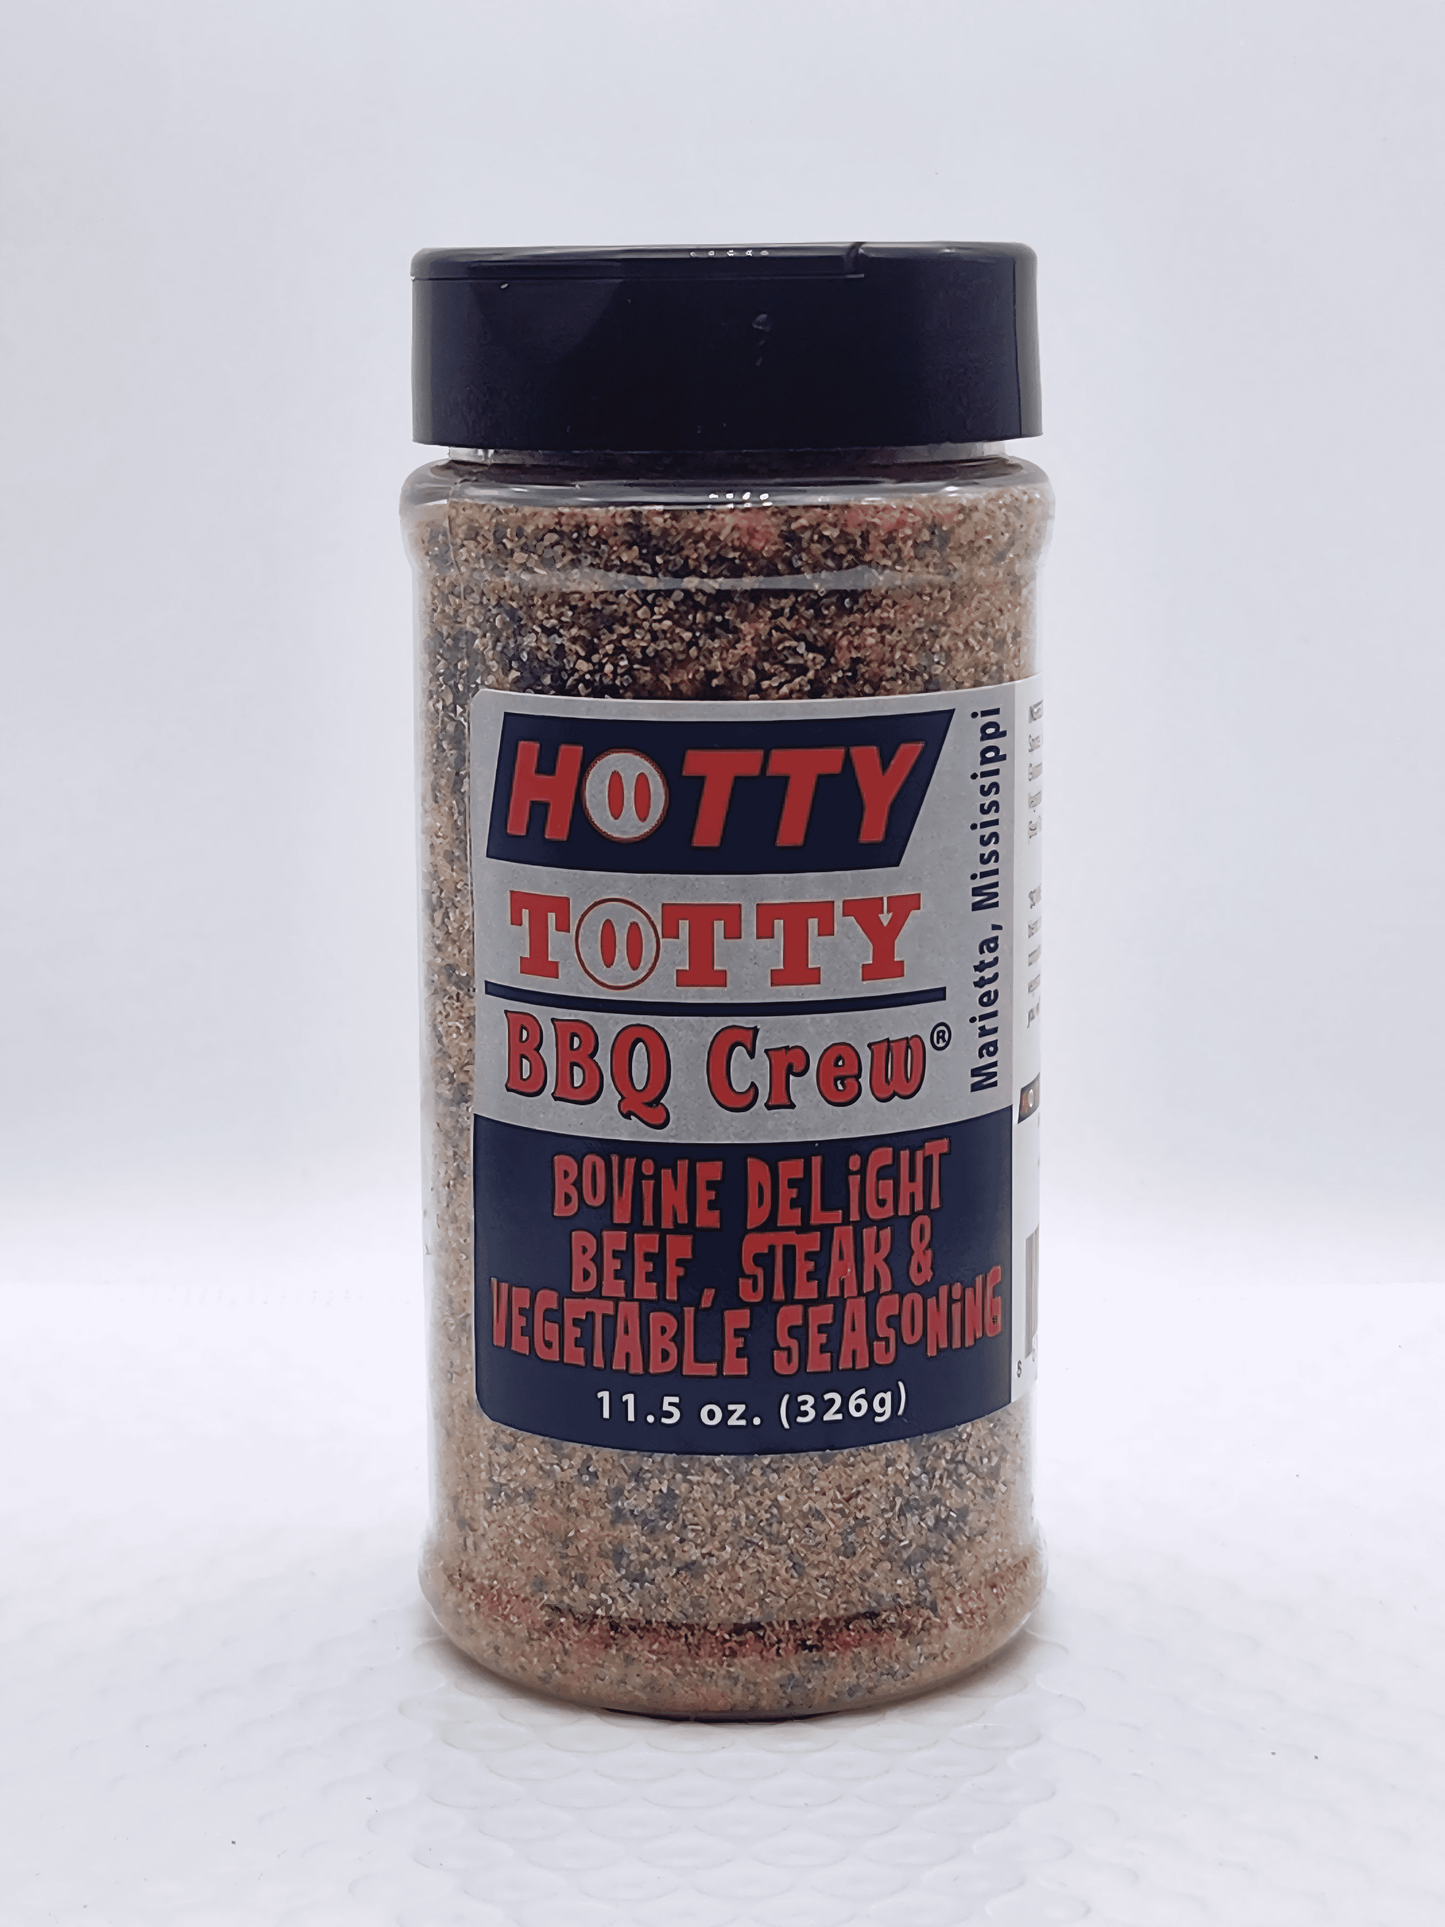 HOTTY
TOTTY
BBQ Crew®
Marietta, Mississippi
BOViNE DELiGHT
BEEF, STEAK &
VEGETABLE SEASONiNG
11.5 oz. (326g)